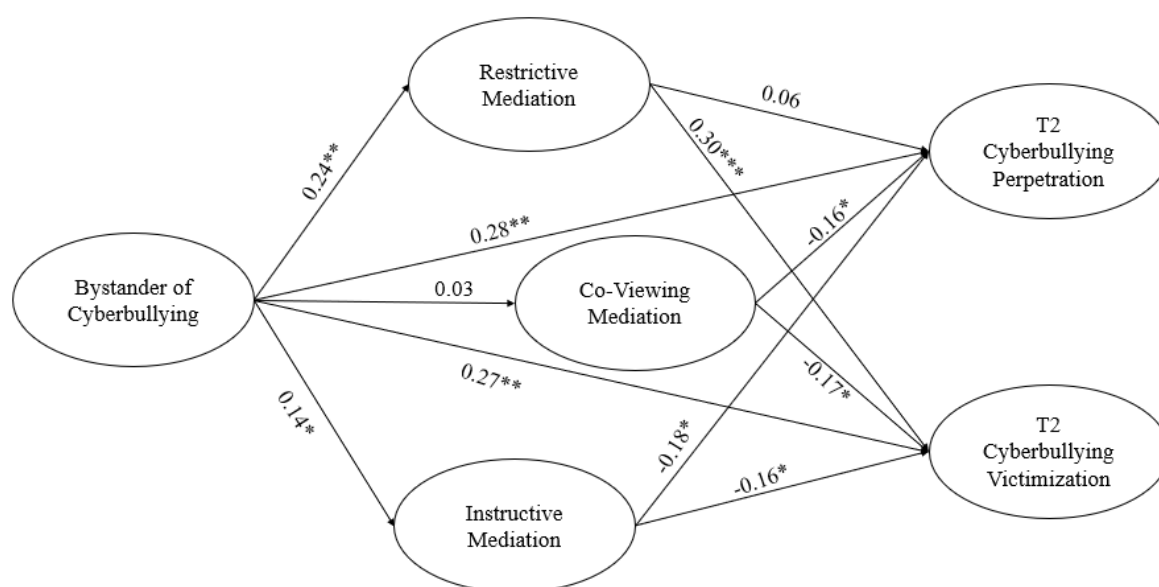 Restrictive
Mediation
0.06
T2
Cyberbullying
Perpetration
0.24**
0.30***
0.28**
-0.16*
Bystander of
Cyberbullying
0.03
Co-Viewing
Mediation
0.27**
-0.17*
0.14*
-0.18*
-0.16*
T2
Cyberbullying
Victimization
Instructive
Mediation